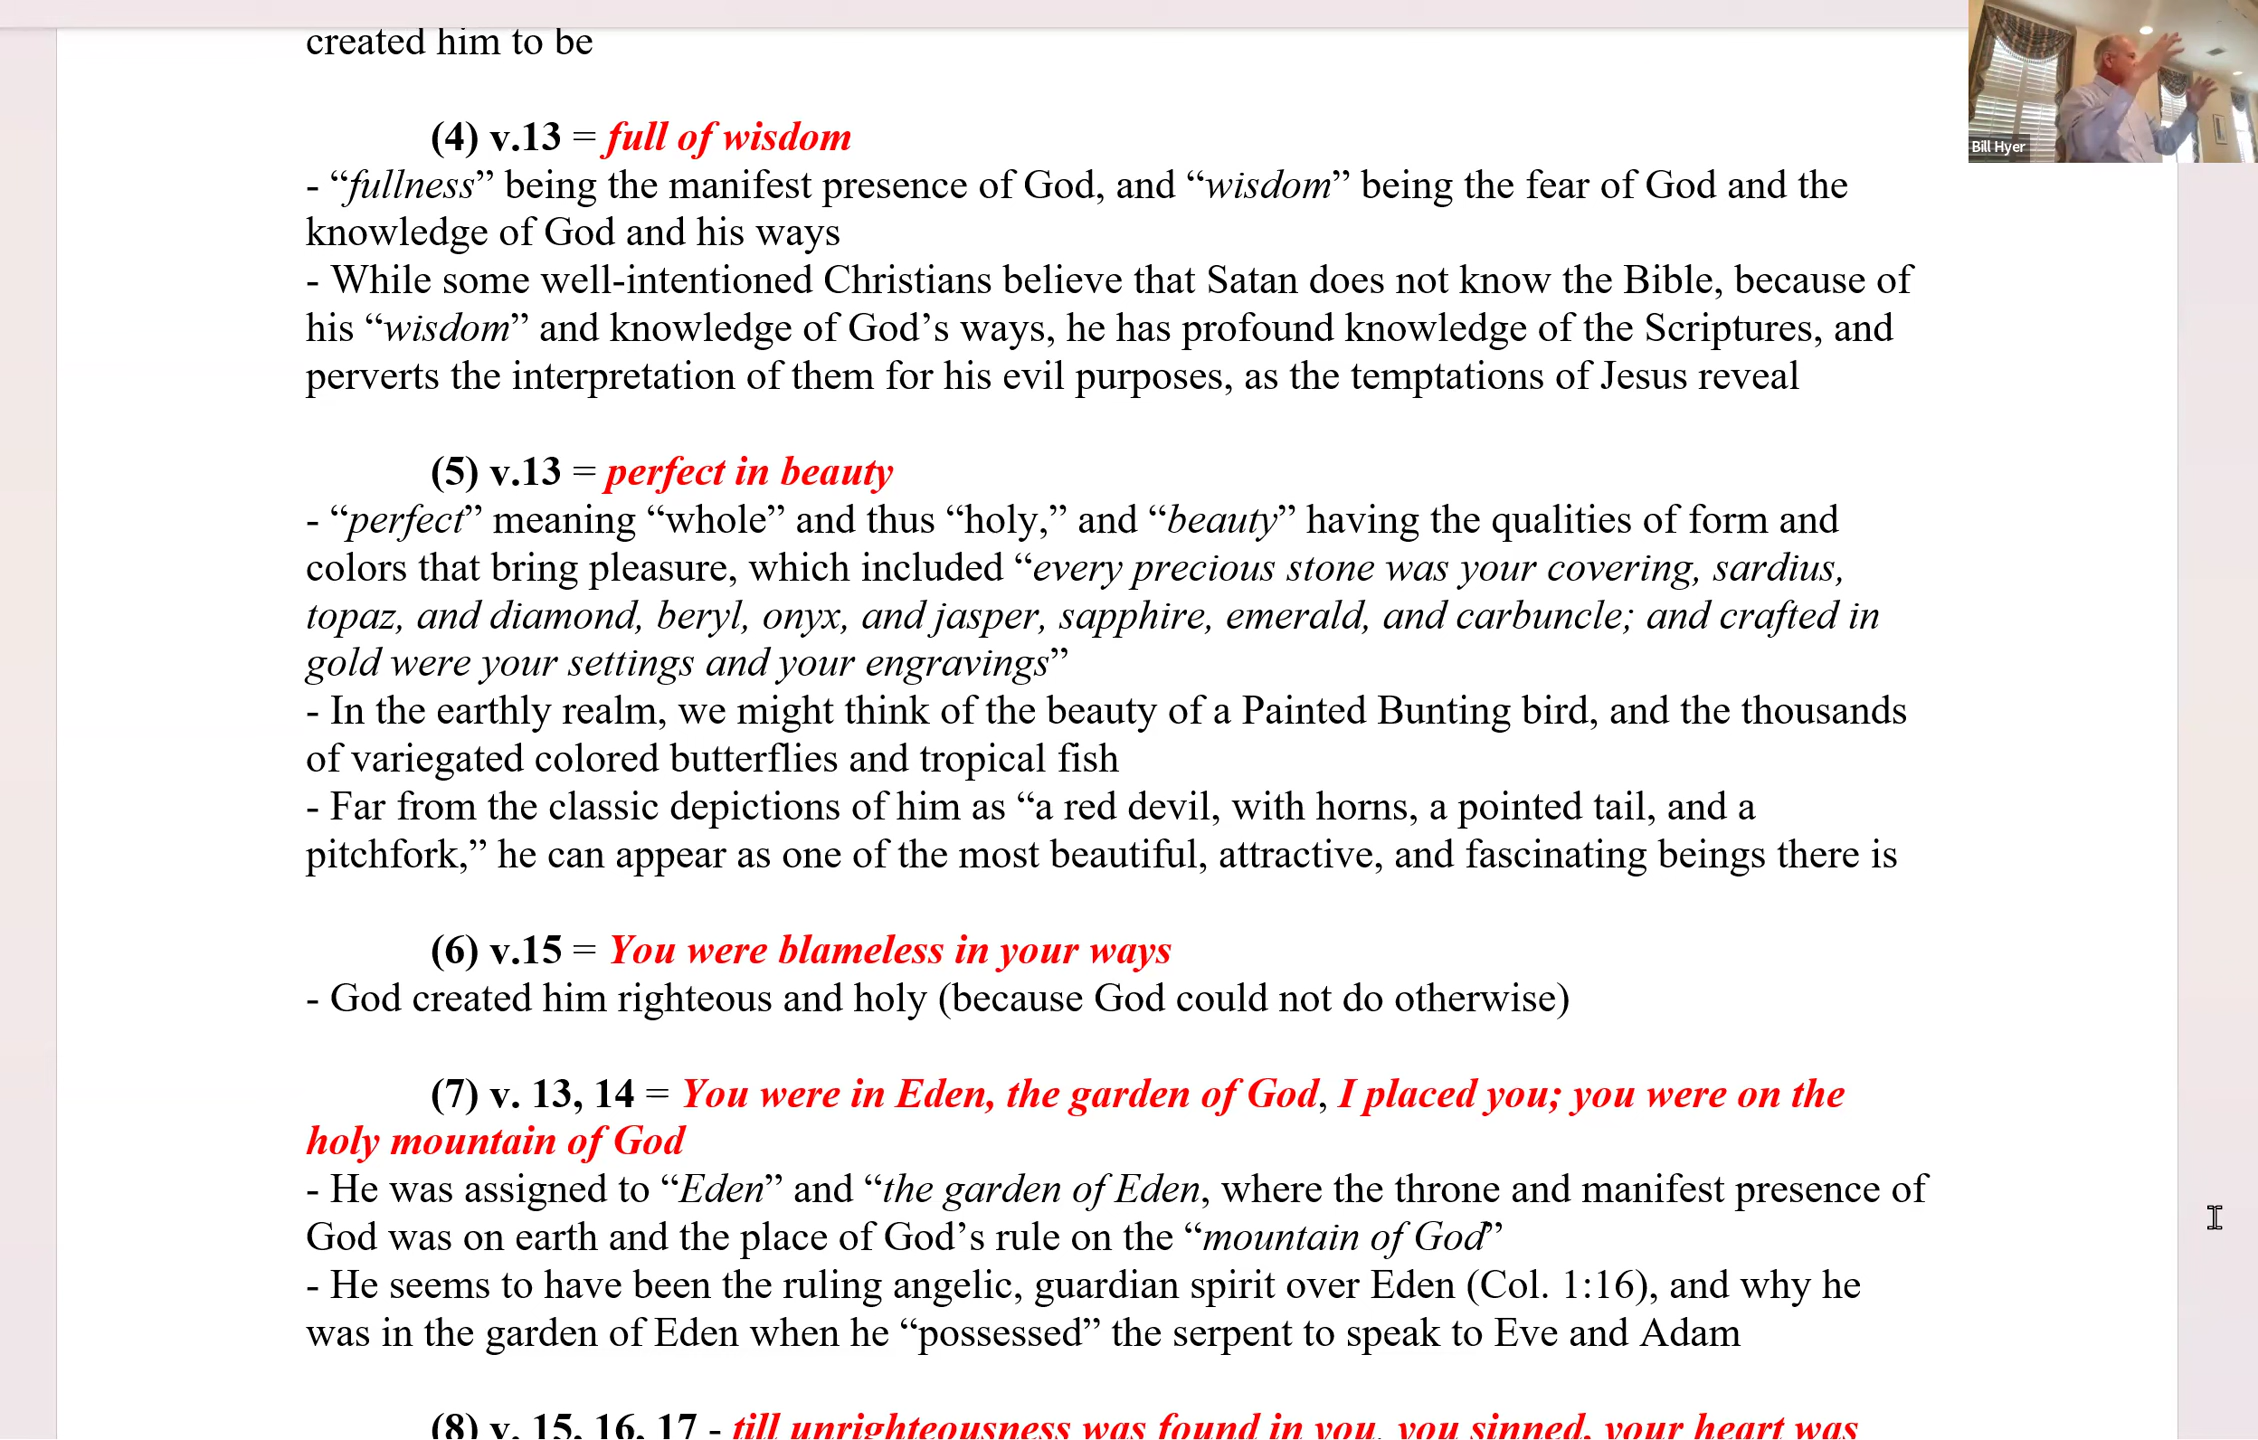 created him to be
Bill Hyer
(4) v.13 = full of wisdom
- “fullness” being the manifest presence of God, and “wisdom” being the fear of God and the
knowledge of God and his ways
- While some well-intentioned Christians believe that Satan does not know the Bible, because of
his “wisdom” and knowledge of God’s ways, he has profound knowledge of the Scriptures, and
perverts the interpretation of them for his evil purposes, as the temptations of Jesus reveal
(5) v.13 = perfect in beauty
- “perfect” meaning “whole” and thus “holy,” and “beauty” having the qualities of form and
colors that bring pleasure, which included “every precious stone was your covering, sardius,
topaz, and diamond, beryl, onyx, and jasper, sapphire, emerald, and carbuncle; and crafted in
gold were your settings and your engravings”
- In the earthly realm, we might think of the beauty of a Painted Bunting bird, and the thousands
of variegated colored butterflies and tropical fish
- Far from the classic depictions of him as “a red devil, with horns, a pointed tail, and a
pitchfork,” he can appear as one of the most beautiful, attractive, and fascinating beings there is
(6) v.15 = You were blameless in your ways
- God created him righteous and holy (because God could not do otherwise)
(7) v. 13, 14 = You were in Eden, the garden of God, I placed you; you were on the
holy mountain of God
- He was assigned to “Eden” and “the garden of Eden, where the throne and manifest presence of
God was on earth and the place of God’s rule on the “mountain of God”
- He seems to have been the ruling angelic, guardian spirit over Eden (Col. 1:16), and why he
was in the garden of Eden when he “possessed” the serpent to speak to Eve and Adam
(8) v. 15, 16, 17 - till unrighteousness was found in you, you sinned, your heart was